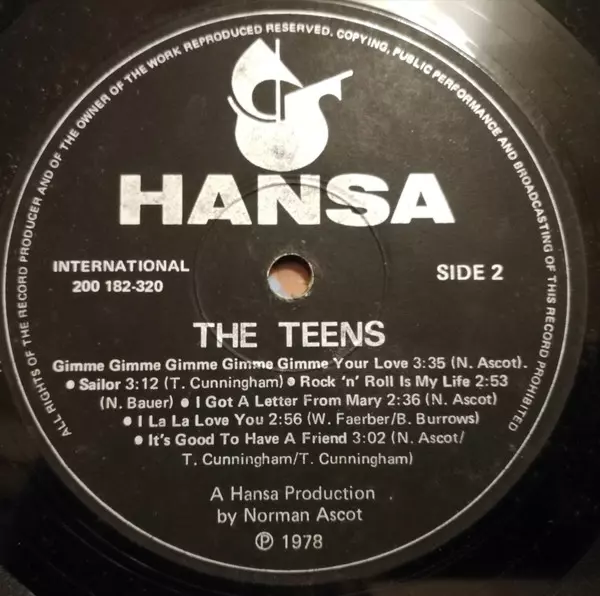 ALL RIGHTS OF THE RECORD PRODUCER AND OF THE OWNER OF THE WORK REPRODUCED RESERVED. COPYING, PUBLIC PERFORMANCE AND BROADCASTING OF THIS RECORD PROHIBITED
HANSA
INTERNATIONAL
200 182-320
SIDE 2
THE TEENS
Gimme Gimme Gimme Gimme Gimme Your Love 3:35 (N. Ascot).
● Sailor 3:12 (T. Cunningham) ● Rock 'n' Roll Is My Life 2:53
(N. Bauer) ● I Got A Letter From Mary 2:36 (N. Ascot)
● I La La Love You 2:56 (W. Faerber/B. Burrows)
● It's Good To Have A Friend 3:02 (N. Ascot/
T. Cunningham/T. Cunningham)
A Hansa Production .
by Norman Ascot
℗ 1978